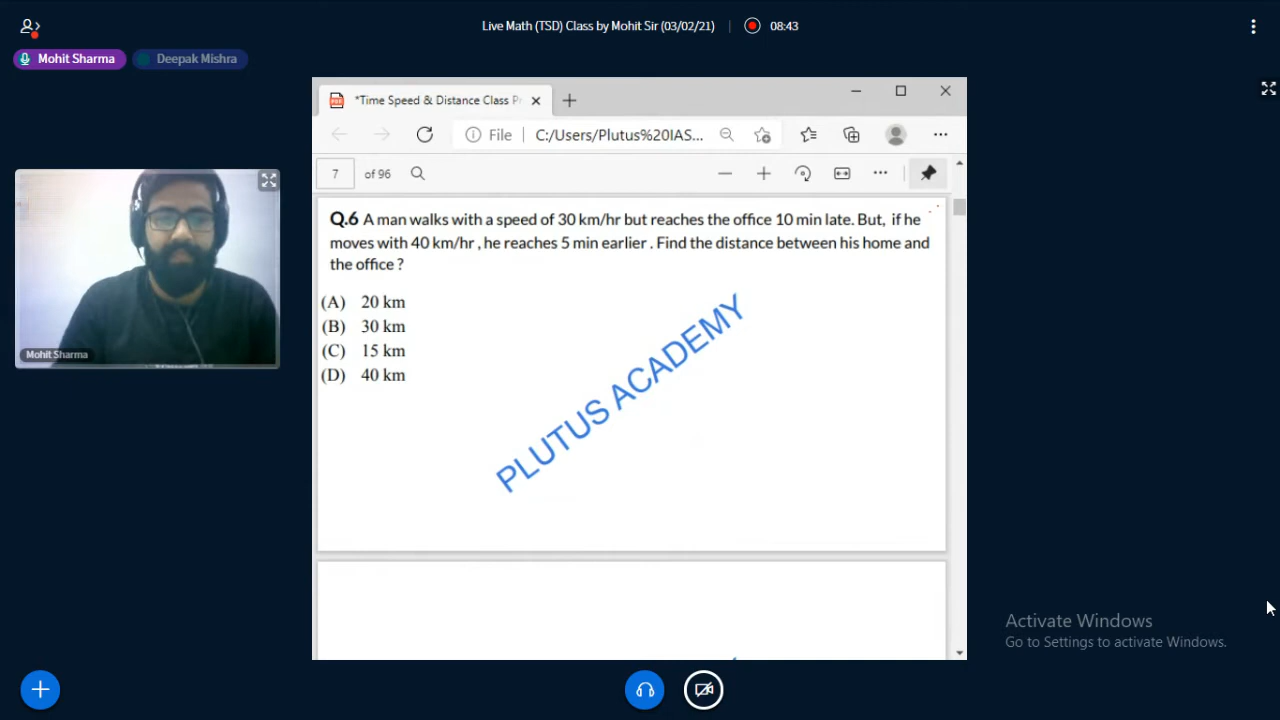 Live Math (TSD) Class by Mohit Sir (03/02/21)
08:43
Mohit Sharma
Deepak Mishra
*Time Speed & Distance Class Pr
File
C:/Users/Plutus%20IAS...
7
of 96
Q.6 A man walks with a speed of 30 km/hr but reaches the office 10 min late. But, if he
moves with 40 km/hr , he reaches 5 min earlier . Find the distance between his home and
the office ?
(A) 20 km
(B) 30 km
(C) 15 km
(D) 40 km
PLUTUS ACADEMY
Mohit Sharma
Activate Windows
Go to Settings to activate Windows.